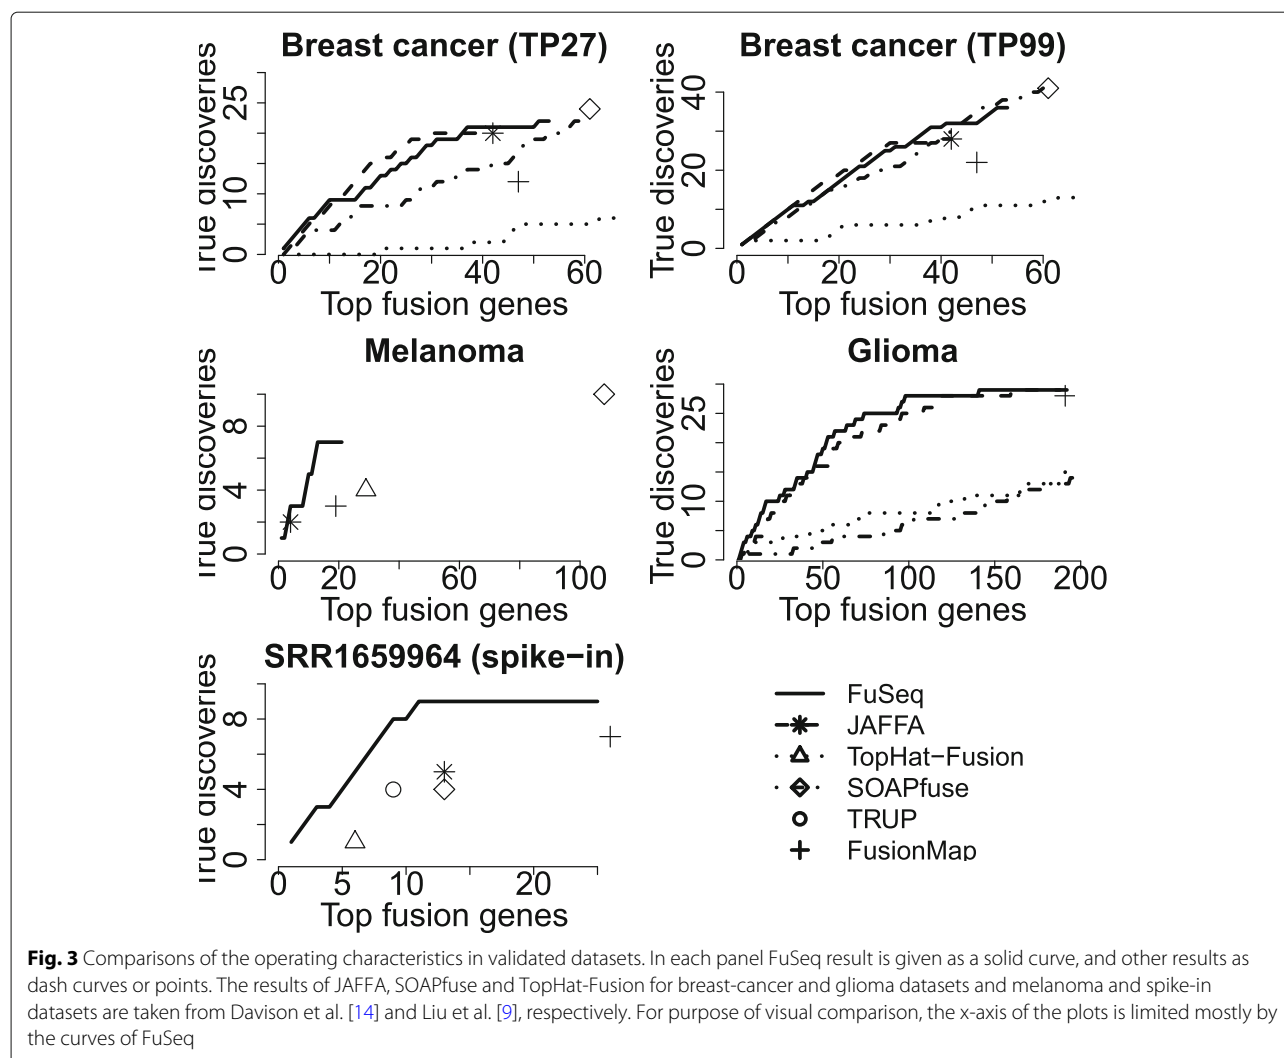 Breast cancer (TP27)
True discoveries
0 10 25
0 20 40 60
Top fusion genes
Breast cancer (TP99)
True discoveries
0 20 40
0 20 40 60
Top fusion genes
Melanoma
True discoveries
0 4 8
0 20 60 100
Top fusion genes
Glioma
True discoveries
0 10 25
0 50 100 150 200
Top fusion genes
SRR1659964 (spike−in)
True discoveries
0 4 8
0 5 10 20
Top fusion genes
FuSeq
JAFFA
TopHat−Fusion
SOAPfuse
TRUP
FusionMap
Fig. 3 Comparisons of the operating characteristics in validated datasets. In each panel FuSeq result is given as a solid curve, and other results as
dash curves or points. The results of JAFFA, SOAPfuse and TopHat-Fusion for breast-cancer and glioma datasets and melanoma and spike-in
datasets are taken from Davison et al. [14] and Liu et al. [9], respectively. For purpose of visual comparison, the x-axis of the plots is limited mostly by
the curves of FuSeq